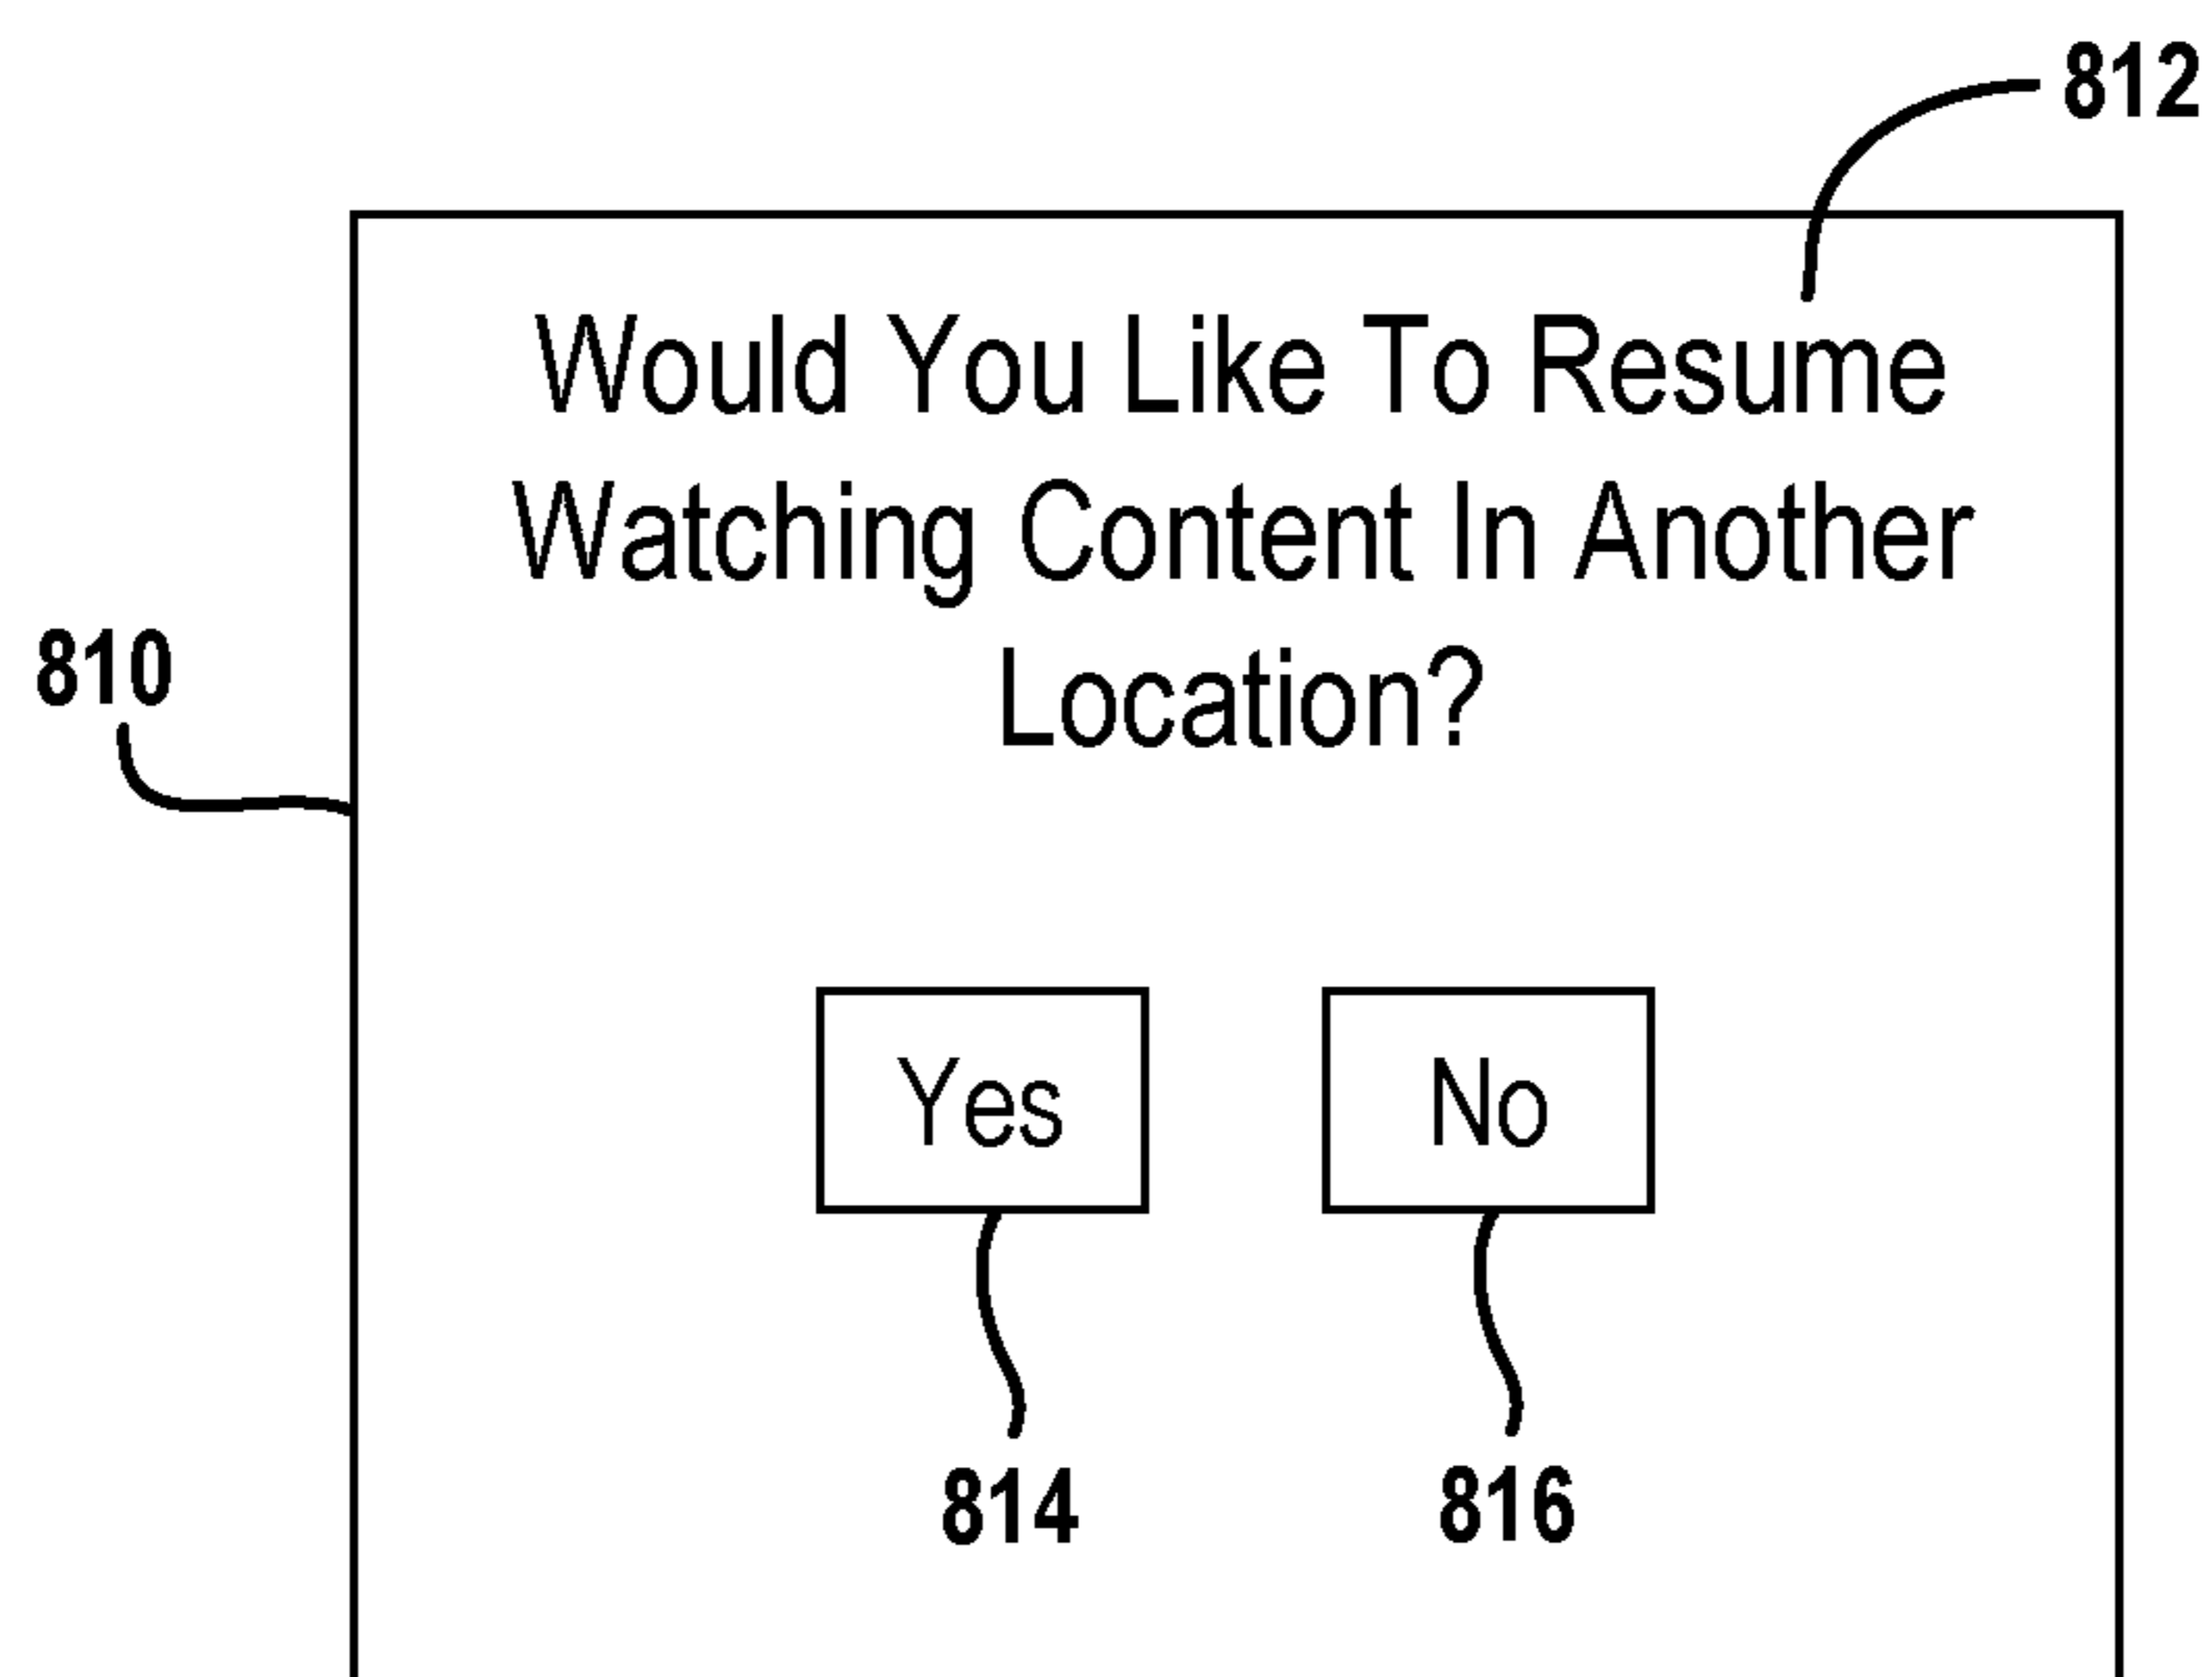 812
Would You Like To Resume
Watching Content In Another
Location?
810
Yes No
814 816